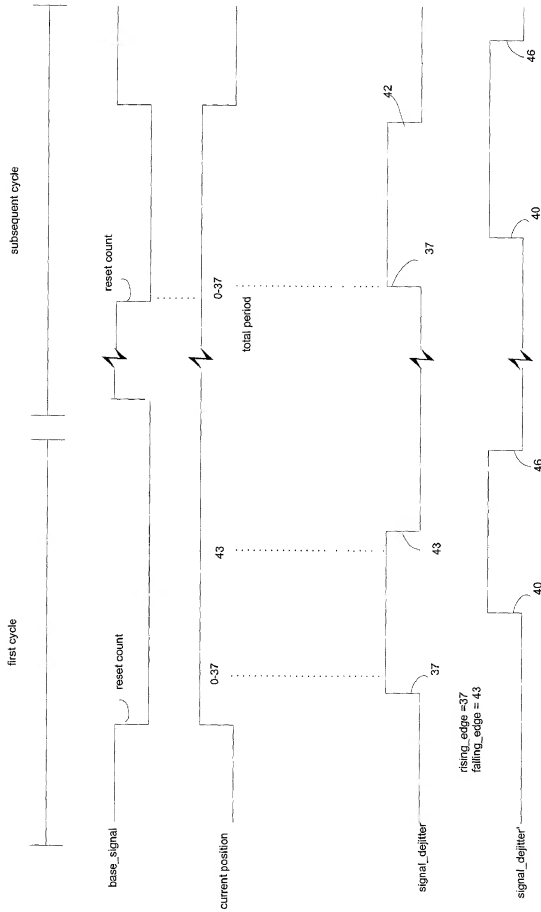 first cycle
subsequent cycle
base_signal
reset count
reset count
current position
0-37
43
0-37
total period
signal_dejitter
37
43
37
42
rising_edge =37
falling_edge = 43
signal_dejitter'
40
46
40
46